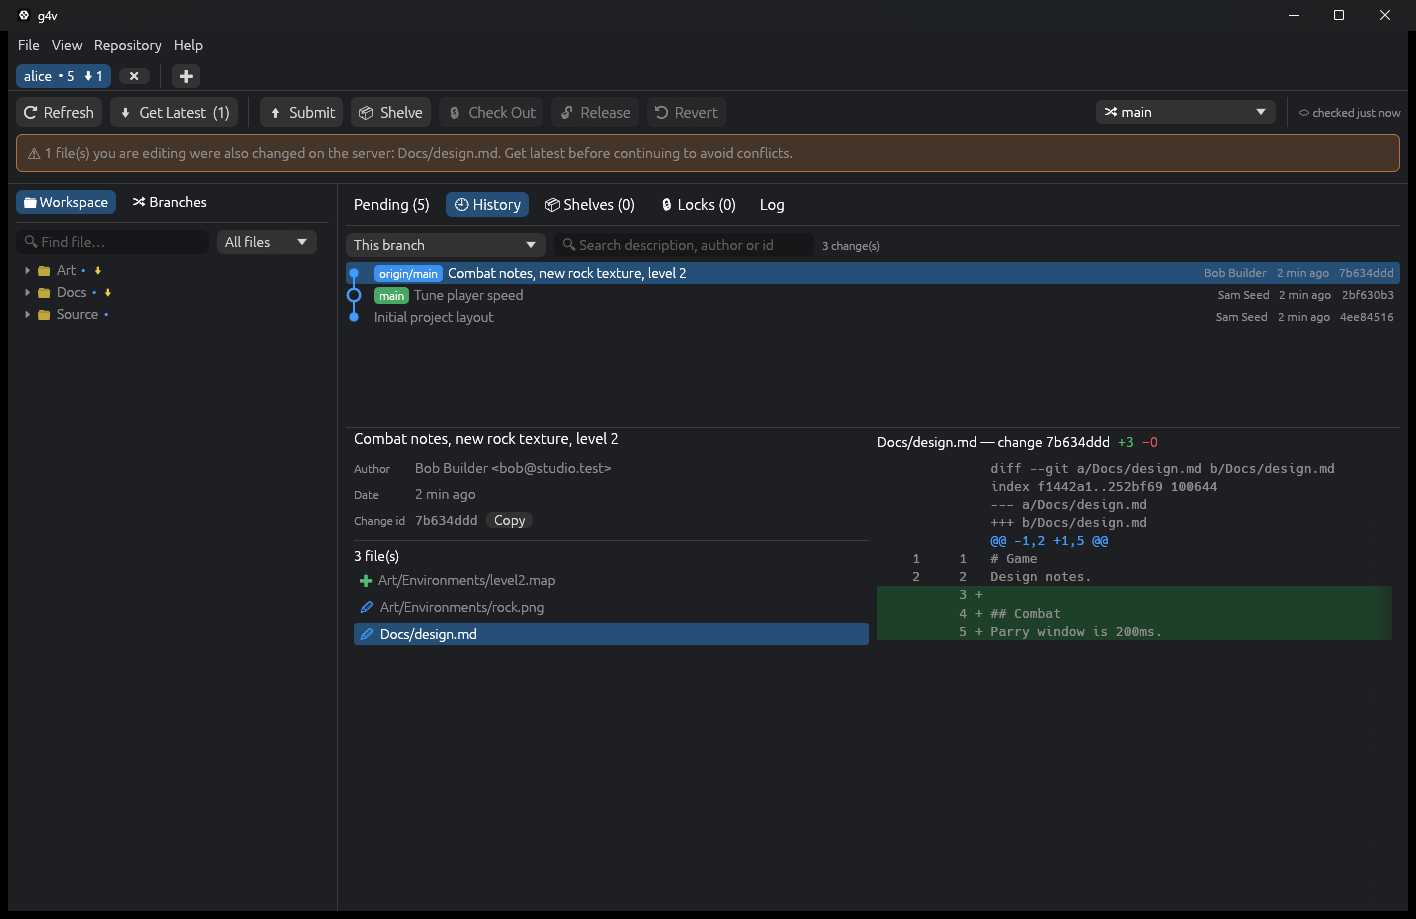 g4v
File View Repository Help
alice • 5 1
Refresh Get Latest (1) Submit Shelve Check Out Release Revert main checked just now
1 file(s) you are editing were also changed on the server: Docs/design.md. Get latest before continuing to avoid conflicts.
Workspace Branches
Find file...
All files
Art
Docs
Source
Pending (5) History Shelves (0) Locks (0) Log
This branch Search description, author or id 3 change(s)
origin/main Combat notes, new rock texture, level 2 Bob Builder 2 min ago 7b634ddd
main Tune player speed Sam Seed 2 min ago 2bf630b3
Initial project layout Sam Seed 2 min ago 4ee84516
Combat notes, new rock texture, level 2
Author Bob Builder <bob@studio.test>
Date 2 min ago
Change id 7b634ddd Copy
3 file(s)
Art/Environments/level2.map
Art/Environments/rock.png
Docs/design.md
Docs/design.md — change 7b634ddd +3 −0
diff --git a/Docs/design.md b/Docs/design.md
index f1442a1..252bf69 100644
--- a/Docs/design.md
+++ b/Docs/design.md
@@ -1,2 +1,5 @@
1 1 # Game
2 2 Design notes.
3 +
4 + ## Combat
5 + Parry window is 200ms.